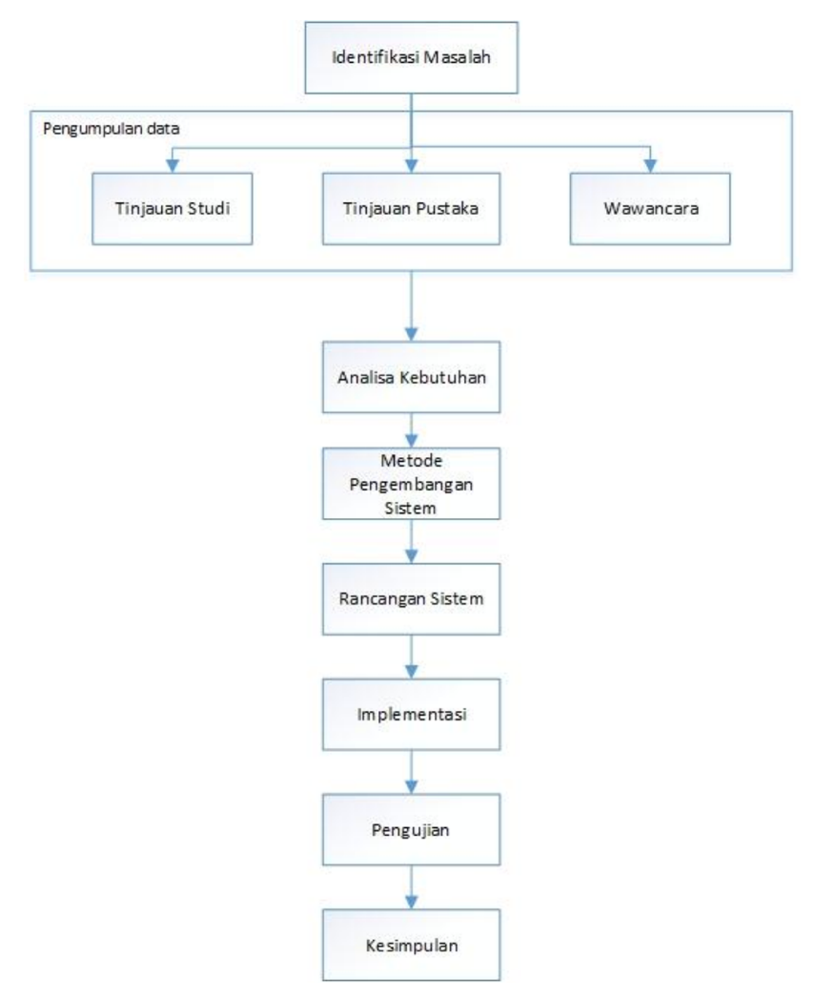 Identifikasi Masalah
Pengumpulan data
Tinjauan Studi
Tinjauan Pustaka
Wawancara
Analisa Kebutuhan
Metode
Pengembangan
Sistem
Rancangan Sistem
Implementasi
Pengujian
Kesimpulan